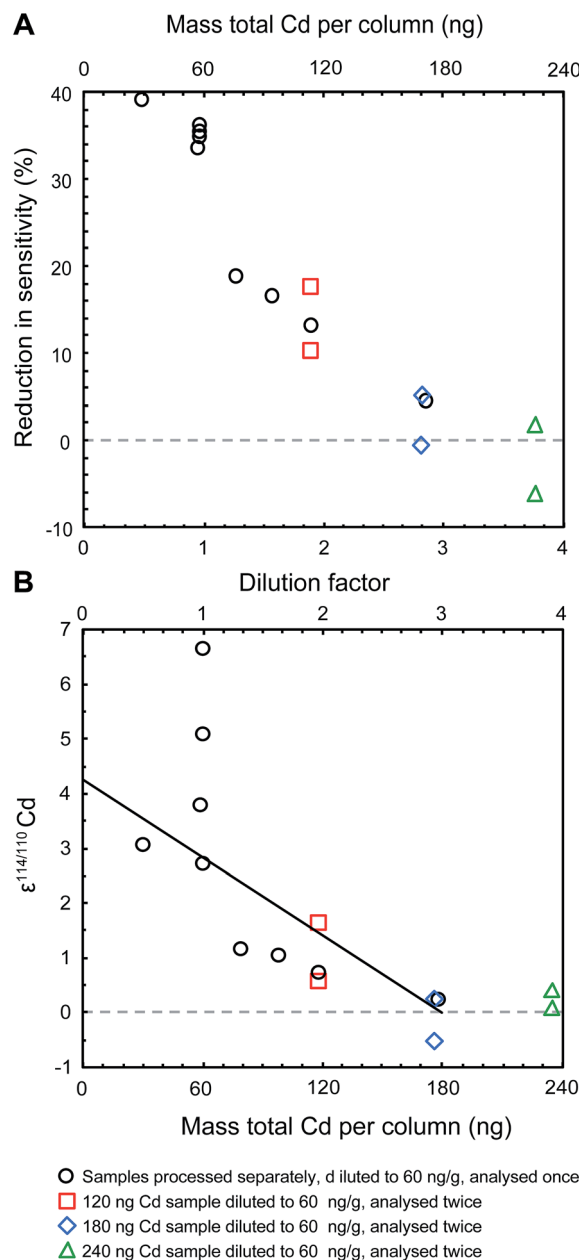 A
Mass total Cd per column (ng)
0 60 120 180 240
40
30
20
10
0
-10
Reduction in sensitivity (%)
0 1 2 3 4
Dilution factor
B
0 1 2 3 4
7
6
5
4
3
2
1
0
-1
ε114/110Cd
0 60 120 180 240
Mass total Cd per column (ng)
Samples processed separately, d iluted to 60 ng/g, analysed once
120 ng Cd sample diluted to 60 ng/g, analysed twice
180 ng Cd sample diluted to 60 ng/g, analysed twice
240 ng Cd sample diluted to 60 ng/g, analysed twice